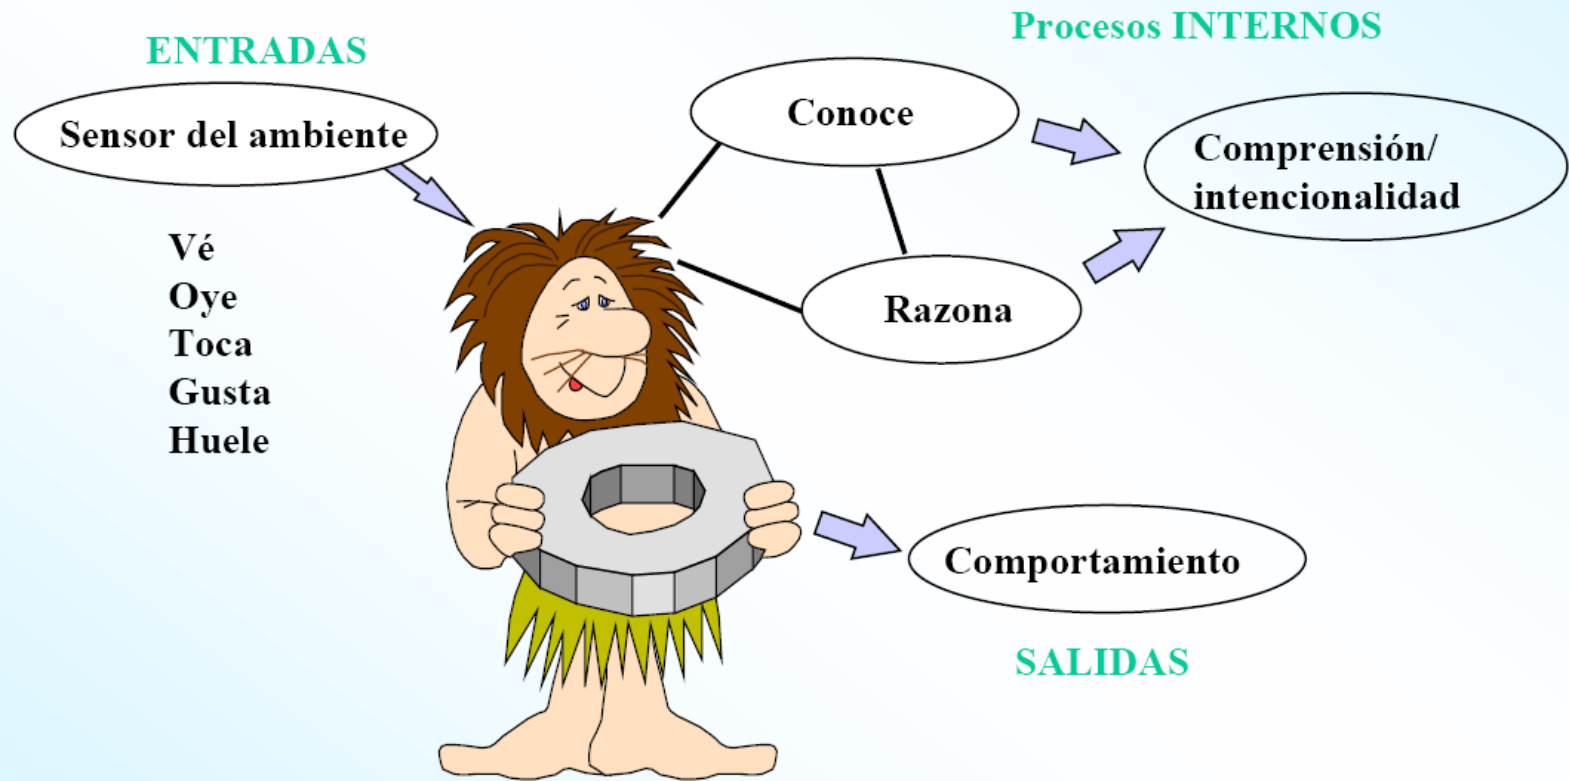 ENTRADAS
Sensor del ambiente
Vé
Oye
Toca
Gusta
Huele
Procesos INTERNOS
Conoce
Razona
Comprensión/
intencionalidad
Comportamiento
SALIDAS